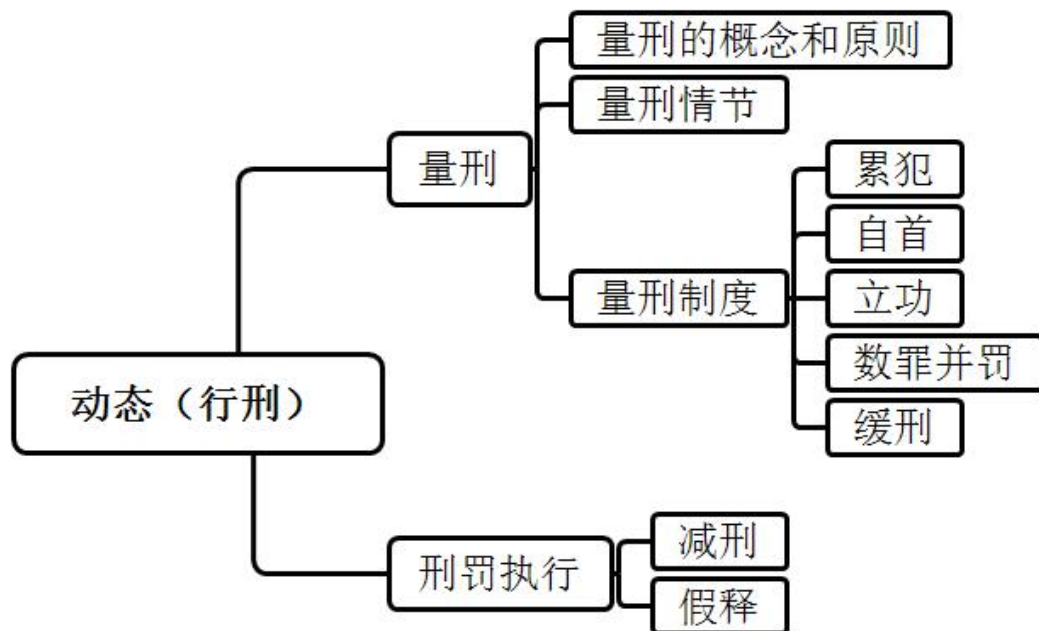 量刑的概念和原则
量刑情节
量刑
累犯
自首
量刑制度
立功
数罪并罚
动态（行刑）
缓刑
减刑
刑罚执行
假释